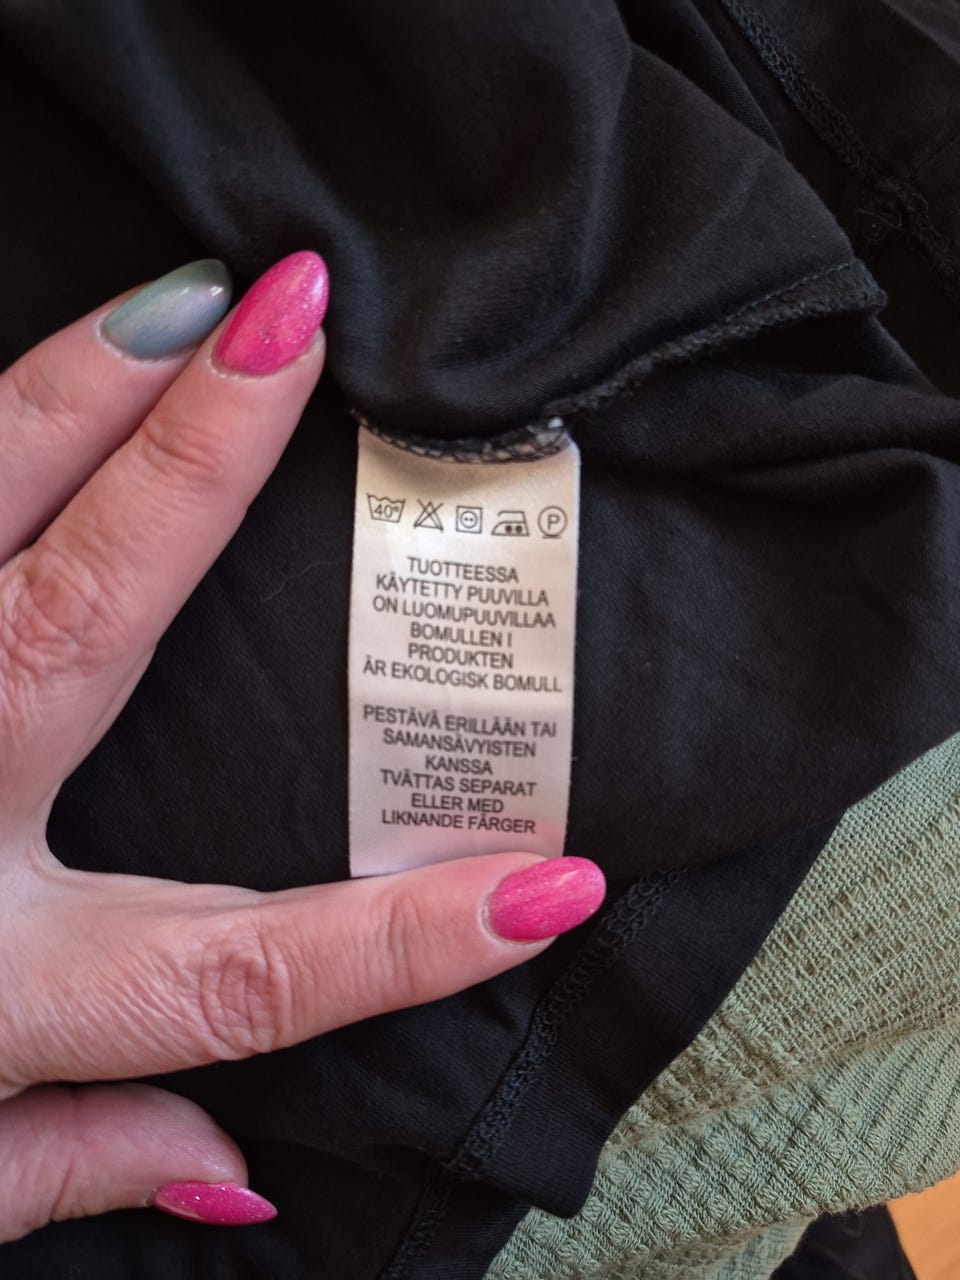 40° P
TUOTTEESSA
KÄYTETTY PUUVILLA
ON LUOMUPUUVILLAA
BOMULLEN I
PRODUKTEN
ÄR EKOLOGISK BOMULL
PESTÄVÄ ERILLÄÄN TAI
SAMANSÄVYISTEN
KANSSA
TVÄTTAS SEPARAT
ELLER MED
LIKNANDE FÄRGER